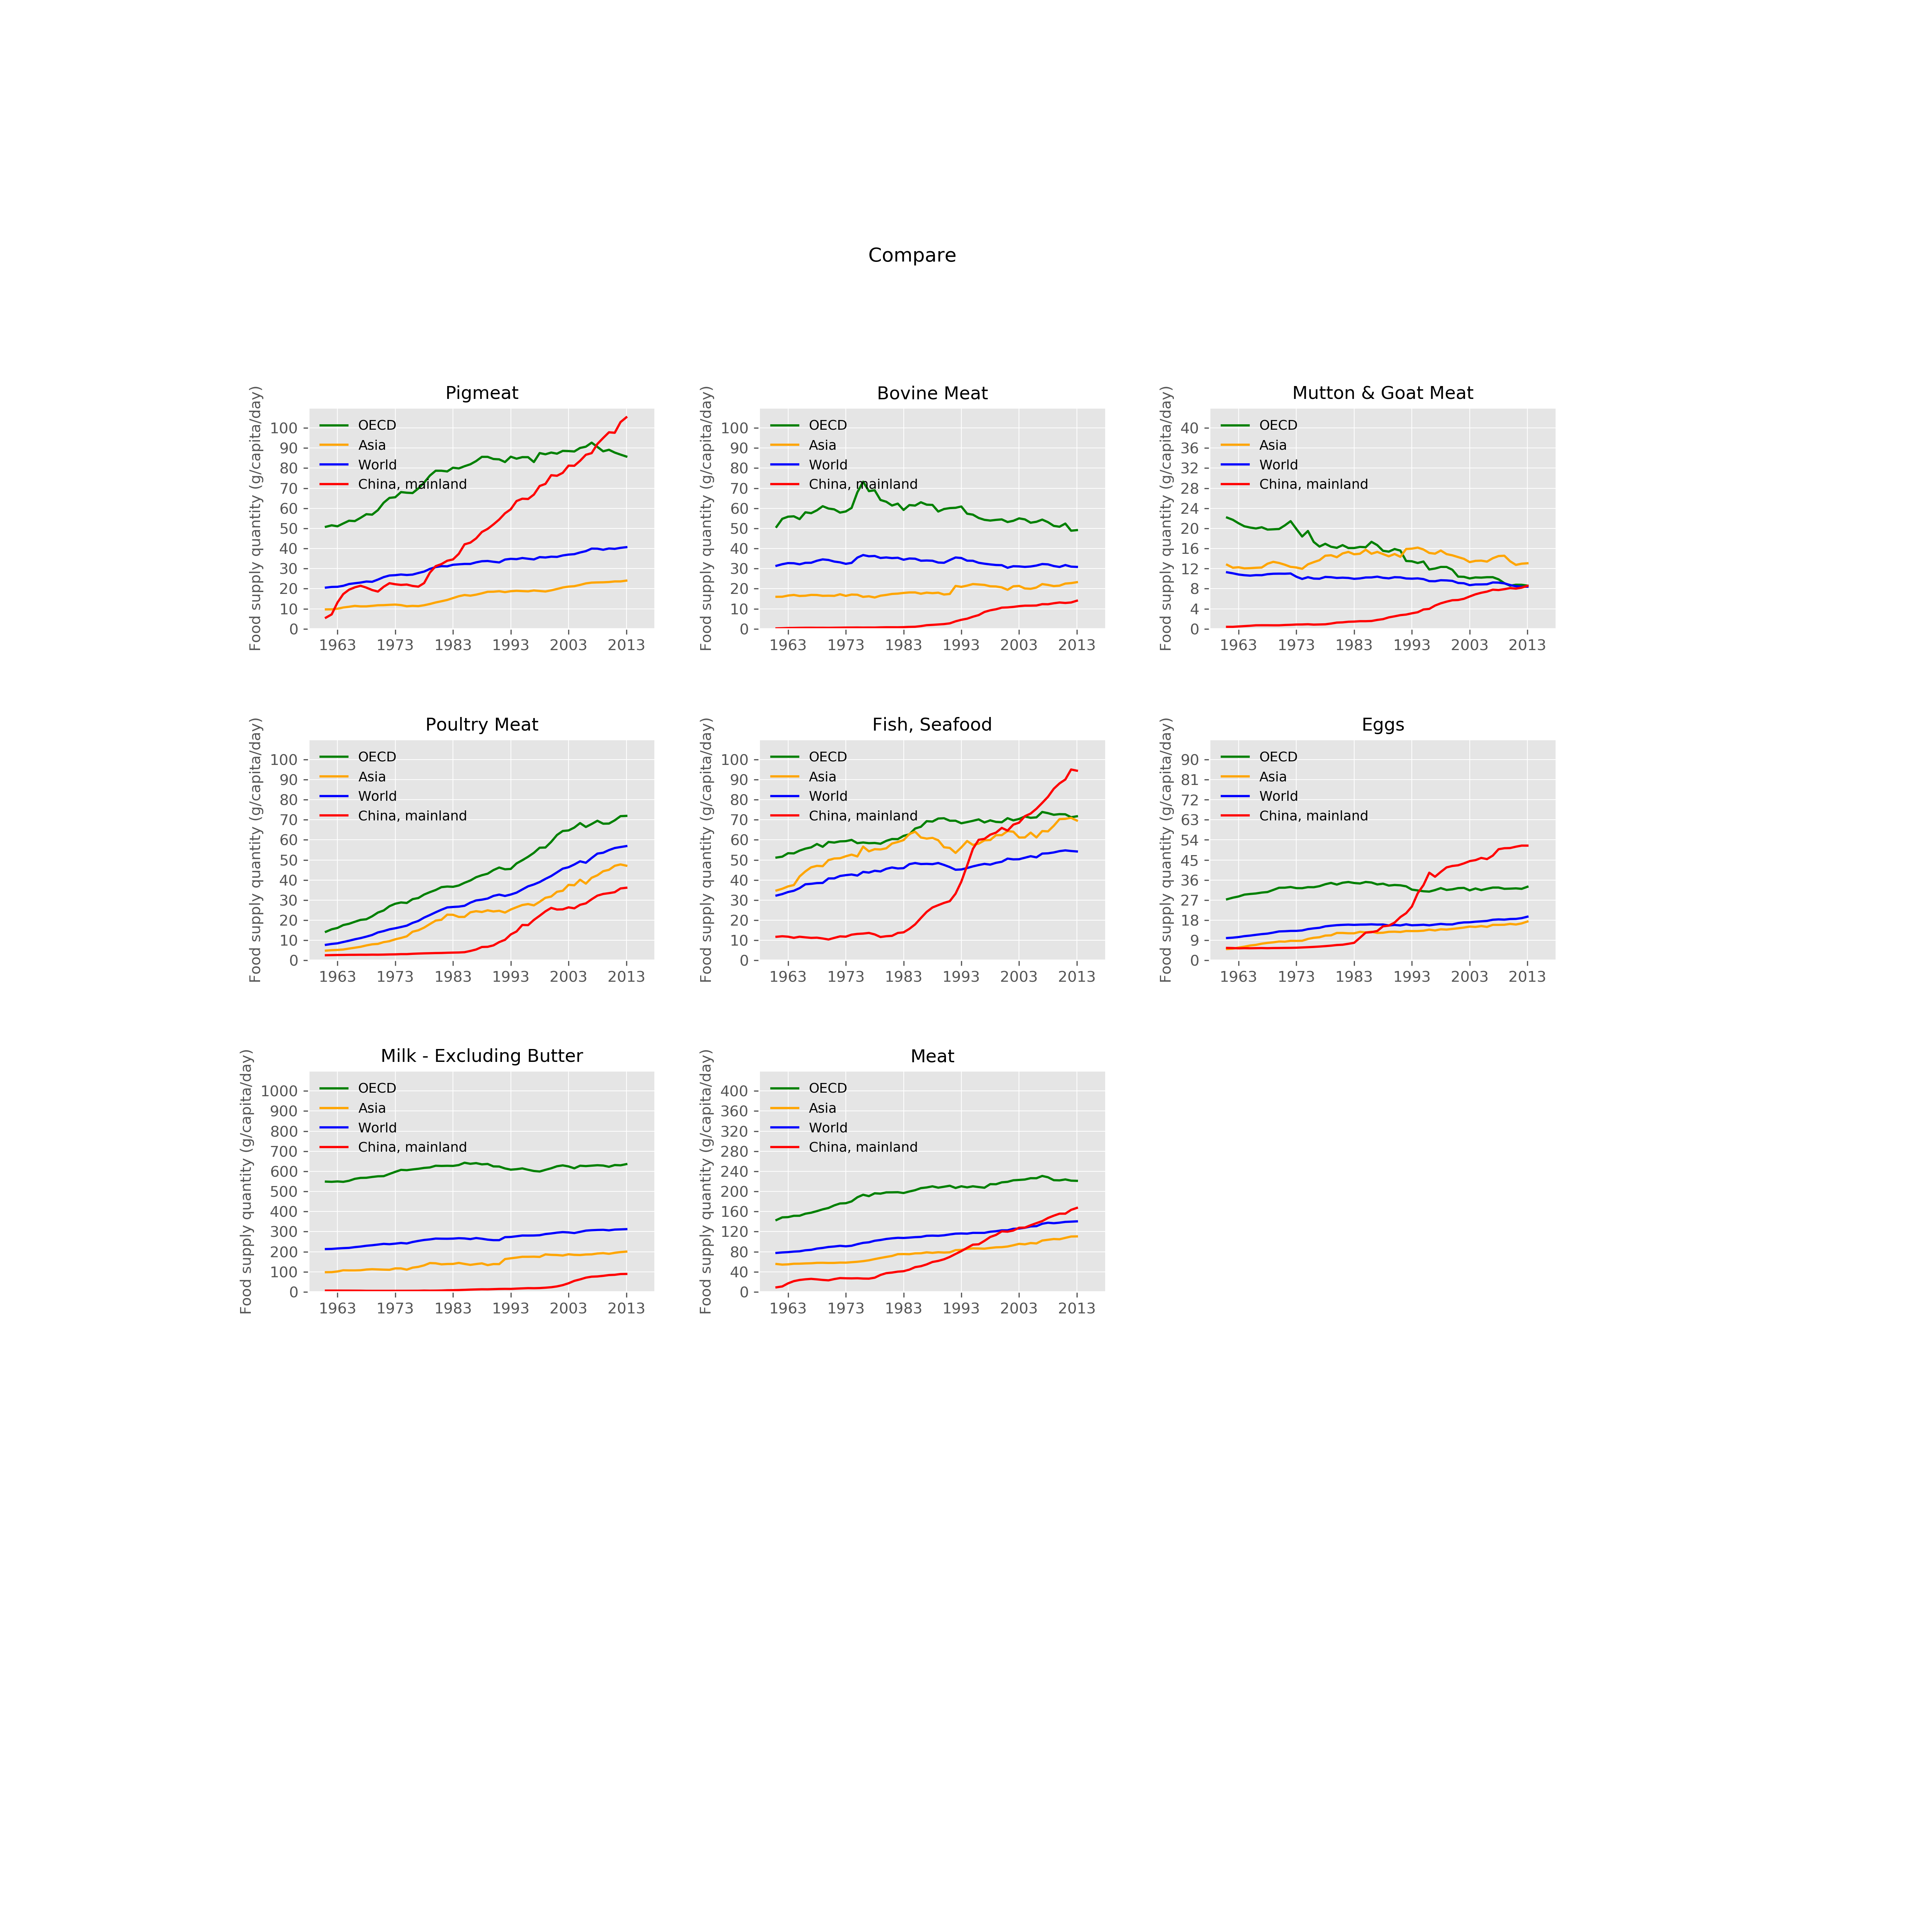 Compare
Pigmeat
Food supply quantity (g/capita/day)
100
90
80
70
60
50
40
30
20
10
0
OECD
Asia
World
China, mainland
1963 1973 1983 1993 2003 2013
Bovine Meat
Food supply quantity (g/capita/day)
100
90
80
70
60
50
40
30
20
10
0
OECD
Asia
World
China, mainland
1963 1973 1983 1993 2003 2013
Mutton & Goat Meat
Food supply quantity (g/capita/day)
40
36
32
28
24
20
16
12
8
4
0
OECD
Asia
World
China, mainland
1963 1973 1983 1993 2003 2013
Poultry Meat
Food supply quantity (g/capita/day)
100
90
80
70
60
50
40
30
20
10
0
OECD
Asia
World
China, mainland
1963 1973 1983 1993 2003 2013
Fish, Seafood
Food supply quantity (g/capita/day)
100
90
80
70
60
50
40
30
20
10
0
OECD
Asia
World
China, mainland
1963 1973 1983 1993 2003 2013
Eggs
Food supply quantity (g/capita/day)
90
81
72
63
54
45
36
27
18
9
0
OECD
Asia
World
China, mainland
1963 1973 1983 1993 2003 2013
Milk - Excluding Butter
Food supply quantity (g/capita/day)
1000
900
800
700
600
500
400
300
200
100
0
OECD
Asia
World
China, mainland
1963 1973 1983 1993 2003 2013
Meat
Food supply quantity (g/capita/day)
400
360
320
280
240
200
160
120
80
40
0
OECD
Asia
World
China, mainland
1963 1973 1983 1993 2003 2013